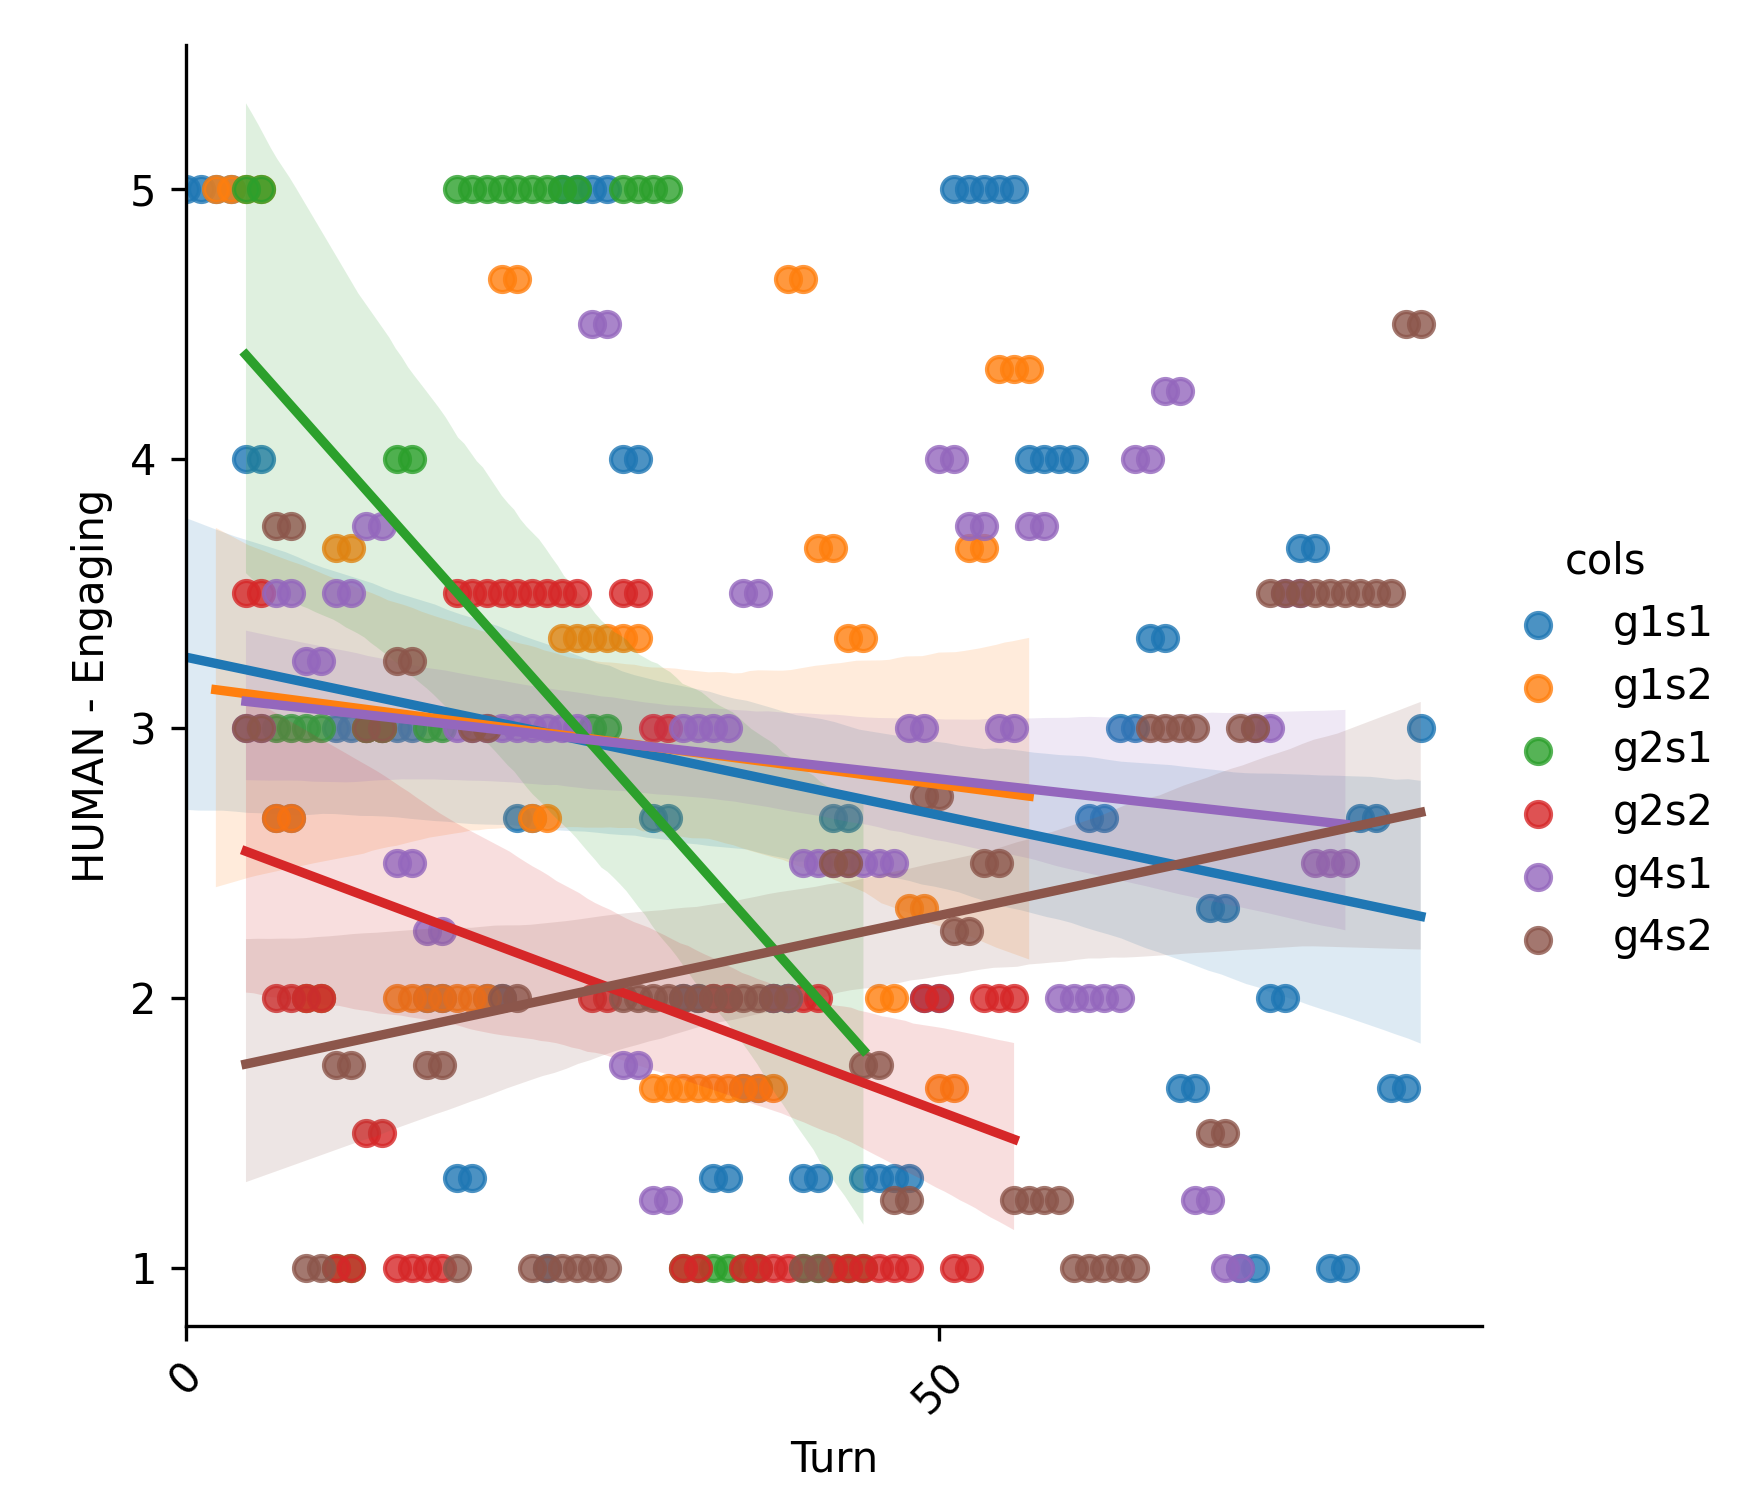 HUMAN - Engaging
5
4
3
2
1
0
50
Turn
cols
g1s1
g1s2
g2s1
g2s2
g4s1
g4s2